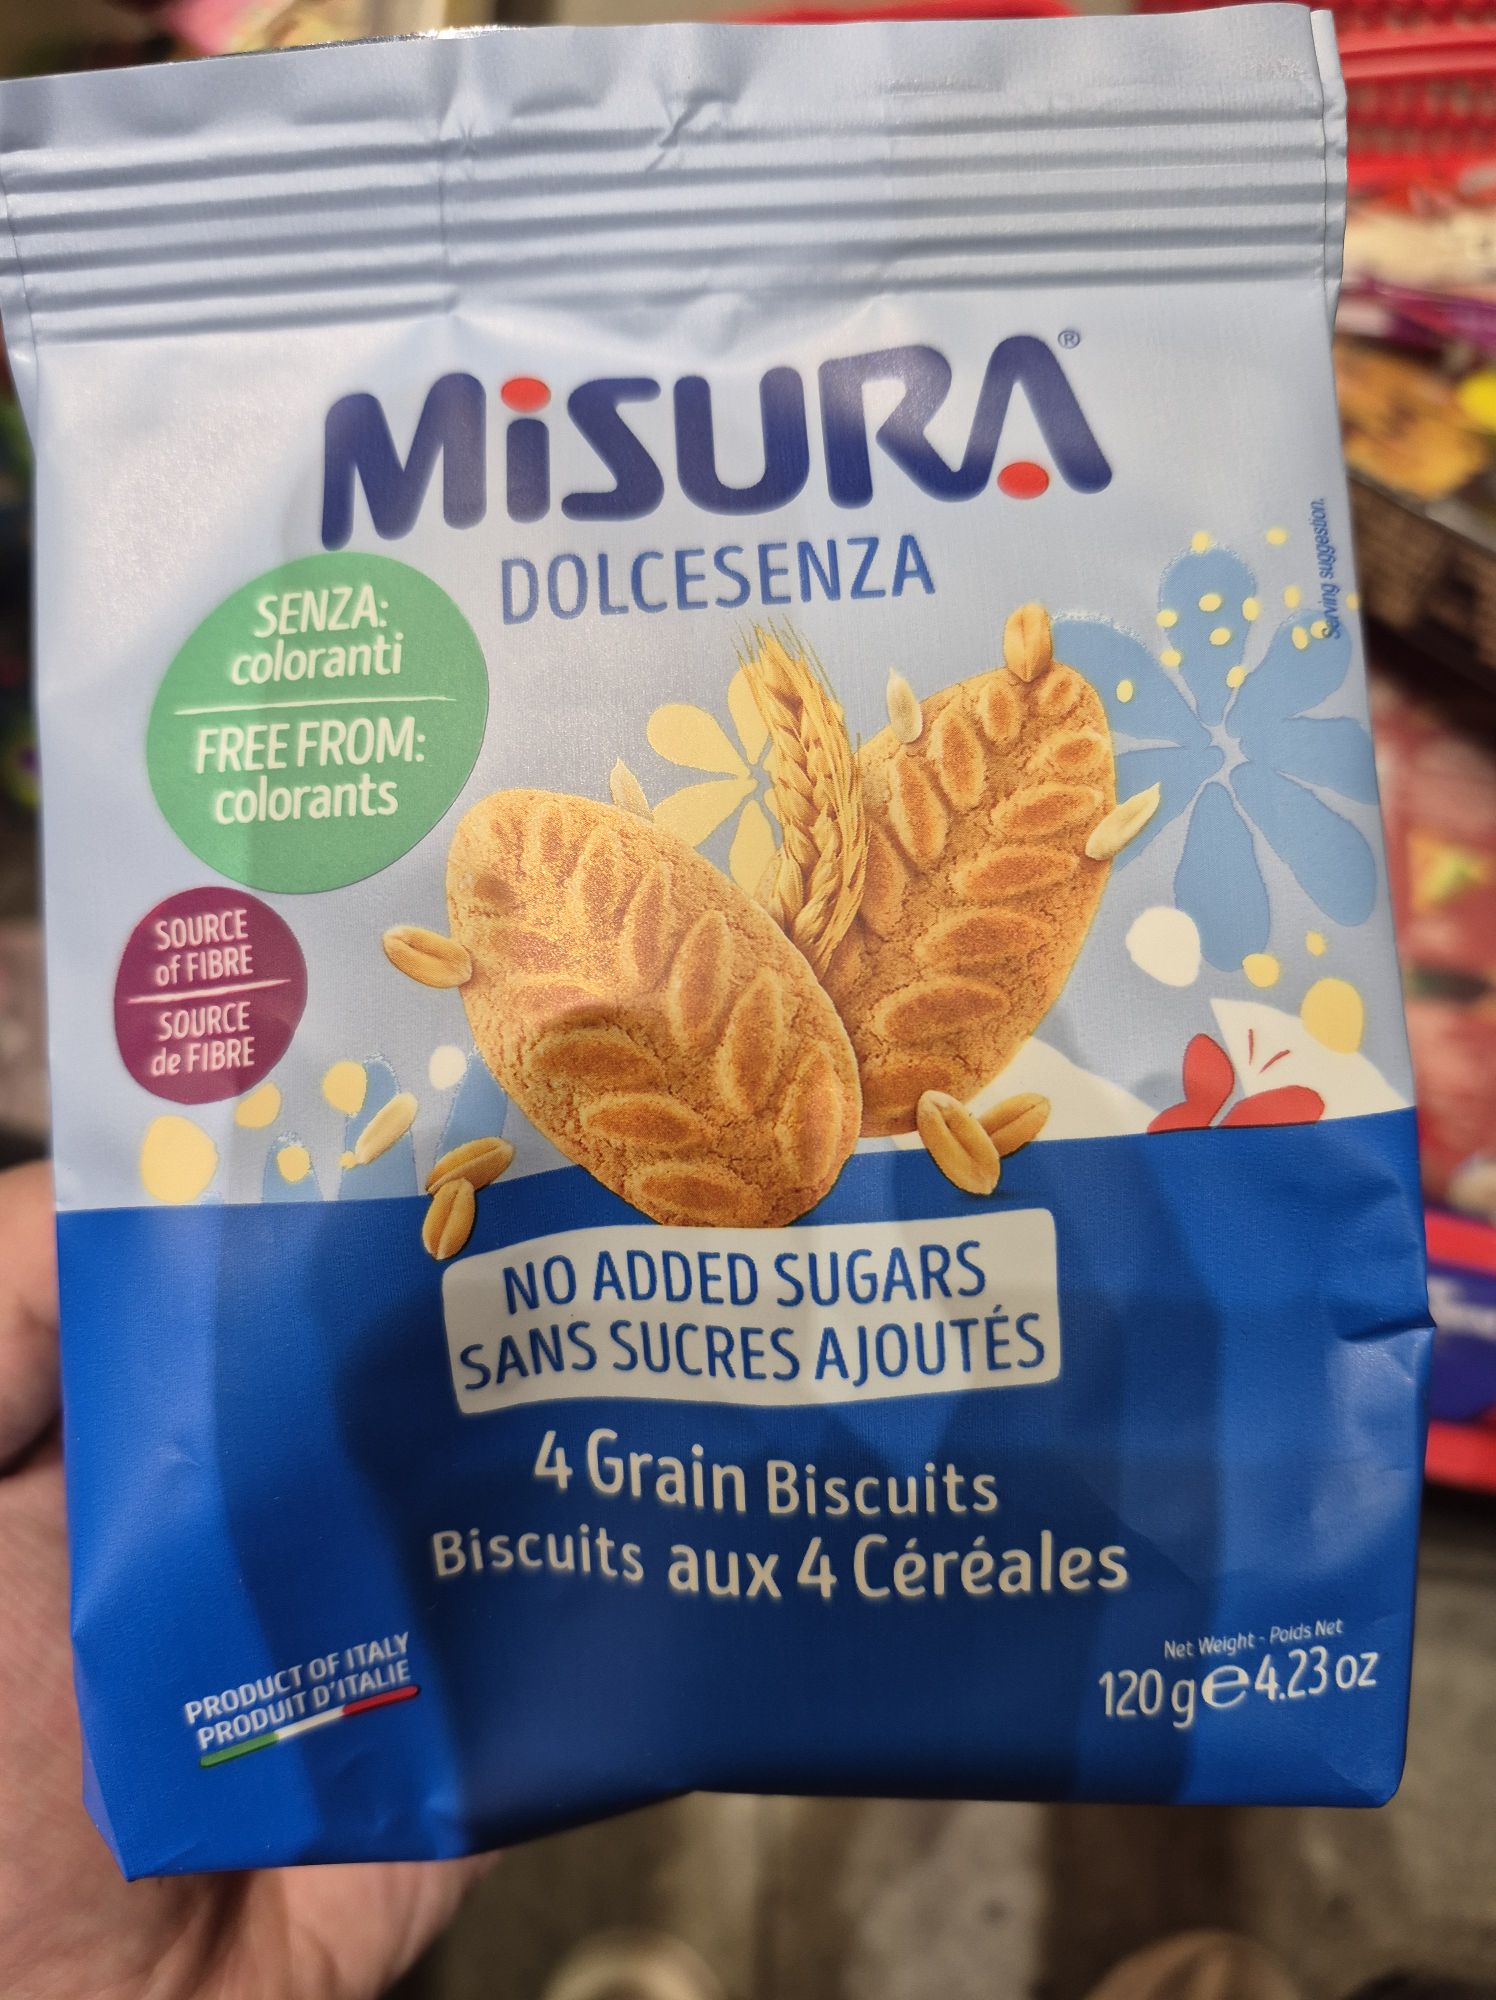 MiSURA®
DOLCESENZA
SENZA:
coloranti
FREE FROM:
colorants
Serving suggestion.
SOURCE
of FIBRE
SOURCE
de FIBRE
NO ADDED SUGARS
SANS SUCRES AJOUTÉS
4 Grain Biscuits
Biscuits aux 4 Céréales
PRODUCT OF ITALY
PRODUIT D'ITALIE
Net Weight - Poids Net
120 g e 4.23 oz